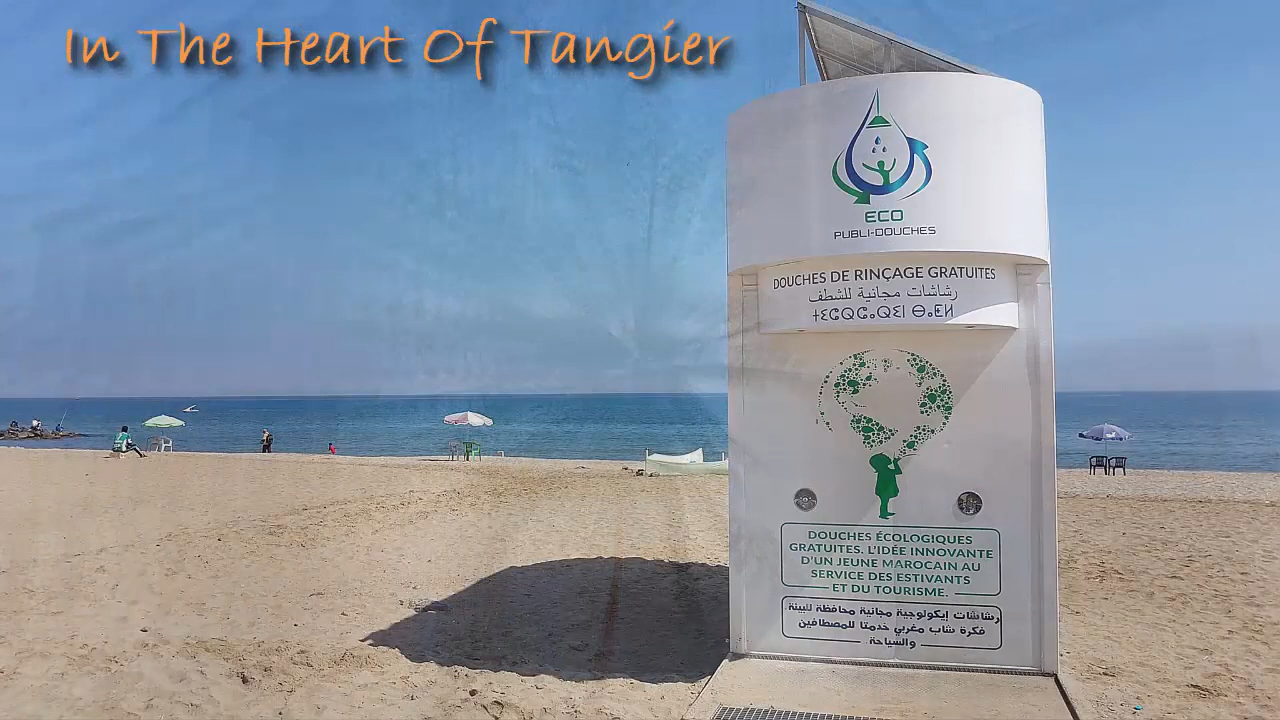 In The Heart Of Tangier
ECO
PUBLI-DOUCHES
DOUCHES DE RINÇAGE GRATUITES
رشاشات مجانية للشطف
ⵜⵉⵛⵕⵛⴰⵕⵉⵏ ⴱⴰⵟⵍ
DOUCHES ÉCOLOGIQUES
GRATUITES. L'IDÉE INNOVANTE
D'UN JEUNE MAROCAIN AU
SERVICE DES ESTIVANTS
ET DU TOURISME.
رشاشات إيكولوجية مجانية محافظة للبيئة
فكرة شاب مغربي خدمتا للمصطافين
والسياحة